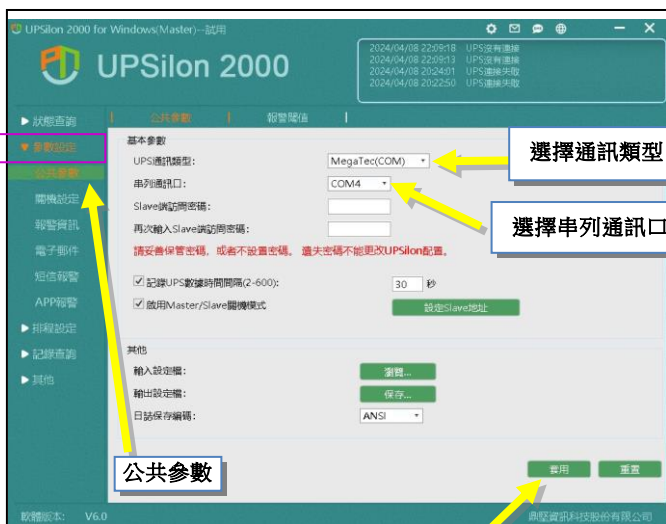 UPSilon 2000 for Windows(Master)--試用
UPSilon 2000
2024/04/08 22:09:18 UPS沒有連接
2024/04/08 22:09:13 UPS沒有連接
2024/04/08 20:24:01 UPS連接失敗
2024/04/08 20:22:50 UPS連接失敗
狀態查詢
公共參數
報警閥值
參數設定
公共參數
關機設定
報警資訊
電子郵件
短信報警
APP報警
排程設定
記錄查詢
其他
基本參數
UPS通訊類型: MegaTec(COM)
選擇通訊類型
串列通訊口: COM4
Slave端訪問密碼:
選擇串列通訊口
再次輸入Slave端訪問密碼:
請妥善保管密碼，或者不設置密碼。 遺失密碼不能更改UPSilon配置。
記錄UPS數據時間間隔(2-600): 30 秒
啟用Master/Slave關機模式 設定Slave地址
其他
輸入設定檔: 瀏覽...
輸出設定檔: 保存...
日誌保存編碼: ANSI
公共參數
套用 重置
軟體版本: V6.0
鼎堅資訊科技股份有限公司